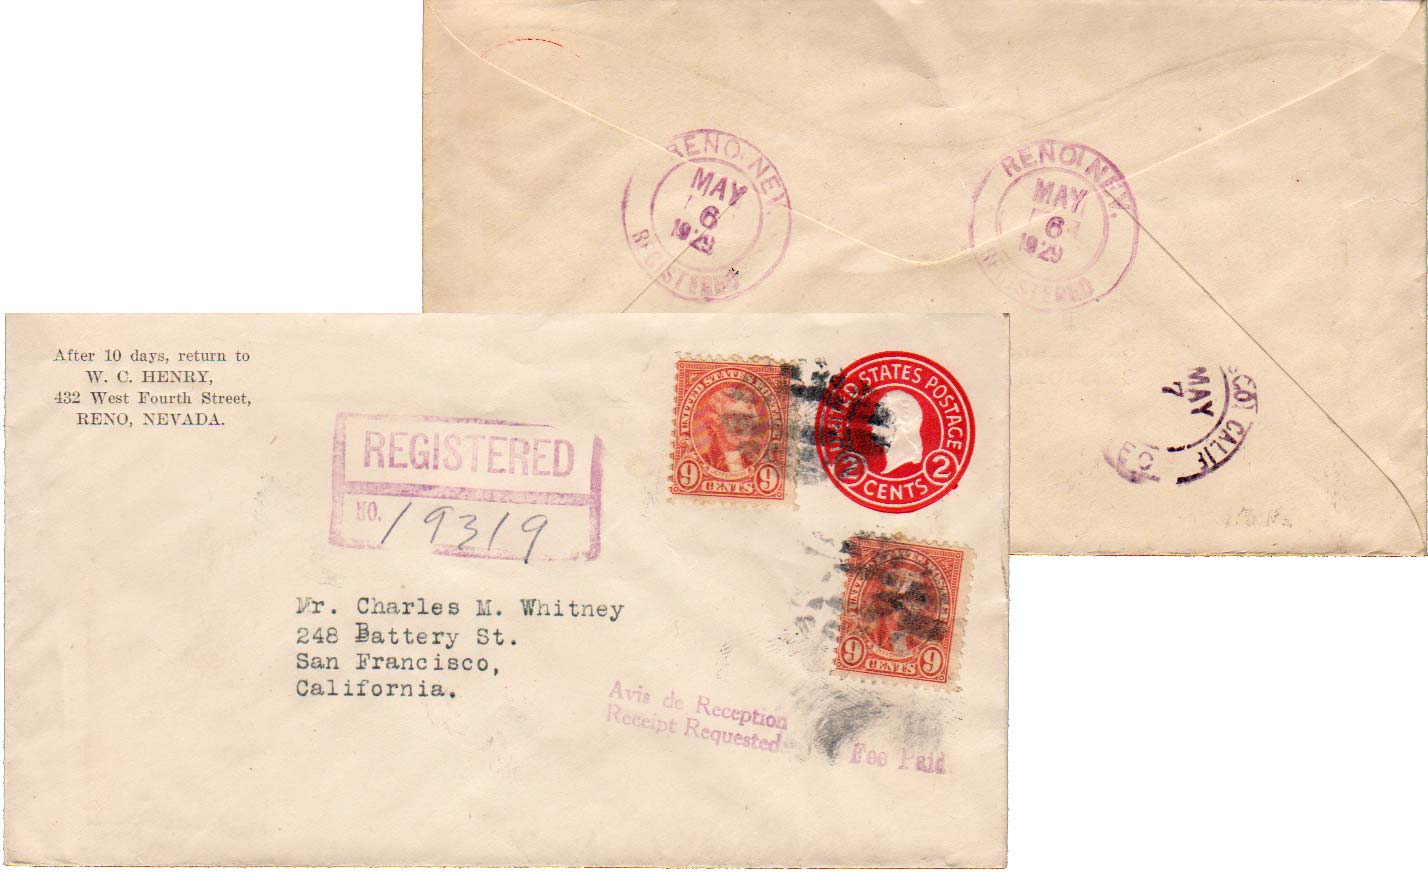 RENO. NEV.
MAY
6
1929
REGISTERED
RENO. NEV.
MAY
6
1929
REGISTERED
CALIF
MAY
7
After 10 days, return to
W. C. HENRY,
432 West Fourth Street,
RENO, NEVADA.
REGISTERED
NO. 19319
UNITED STATES POSTAGE
9 CENTS 9
UNITED STATES POSTAGE
2 CENTS 2
9 CENTS 9
Mr. Charles M. Whitney
248 Battery St.
San Francisco,
California.
Avis de Reception
Receipt Requested
Fee Paid